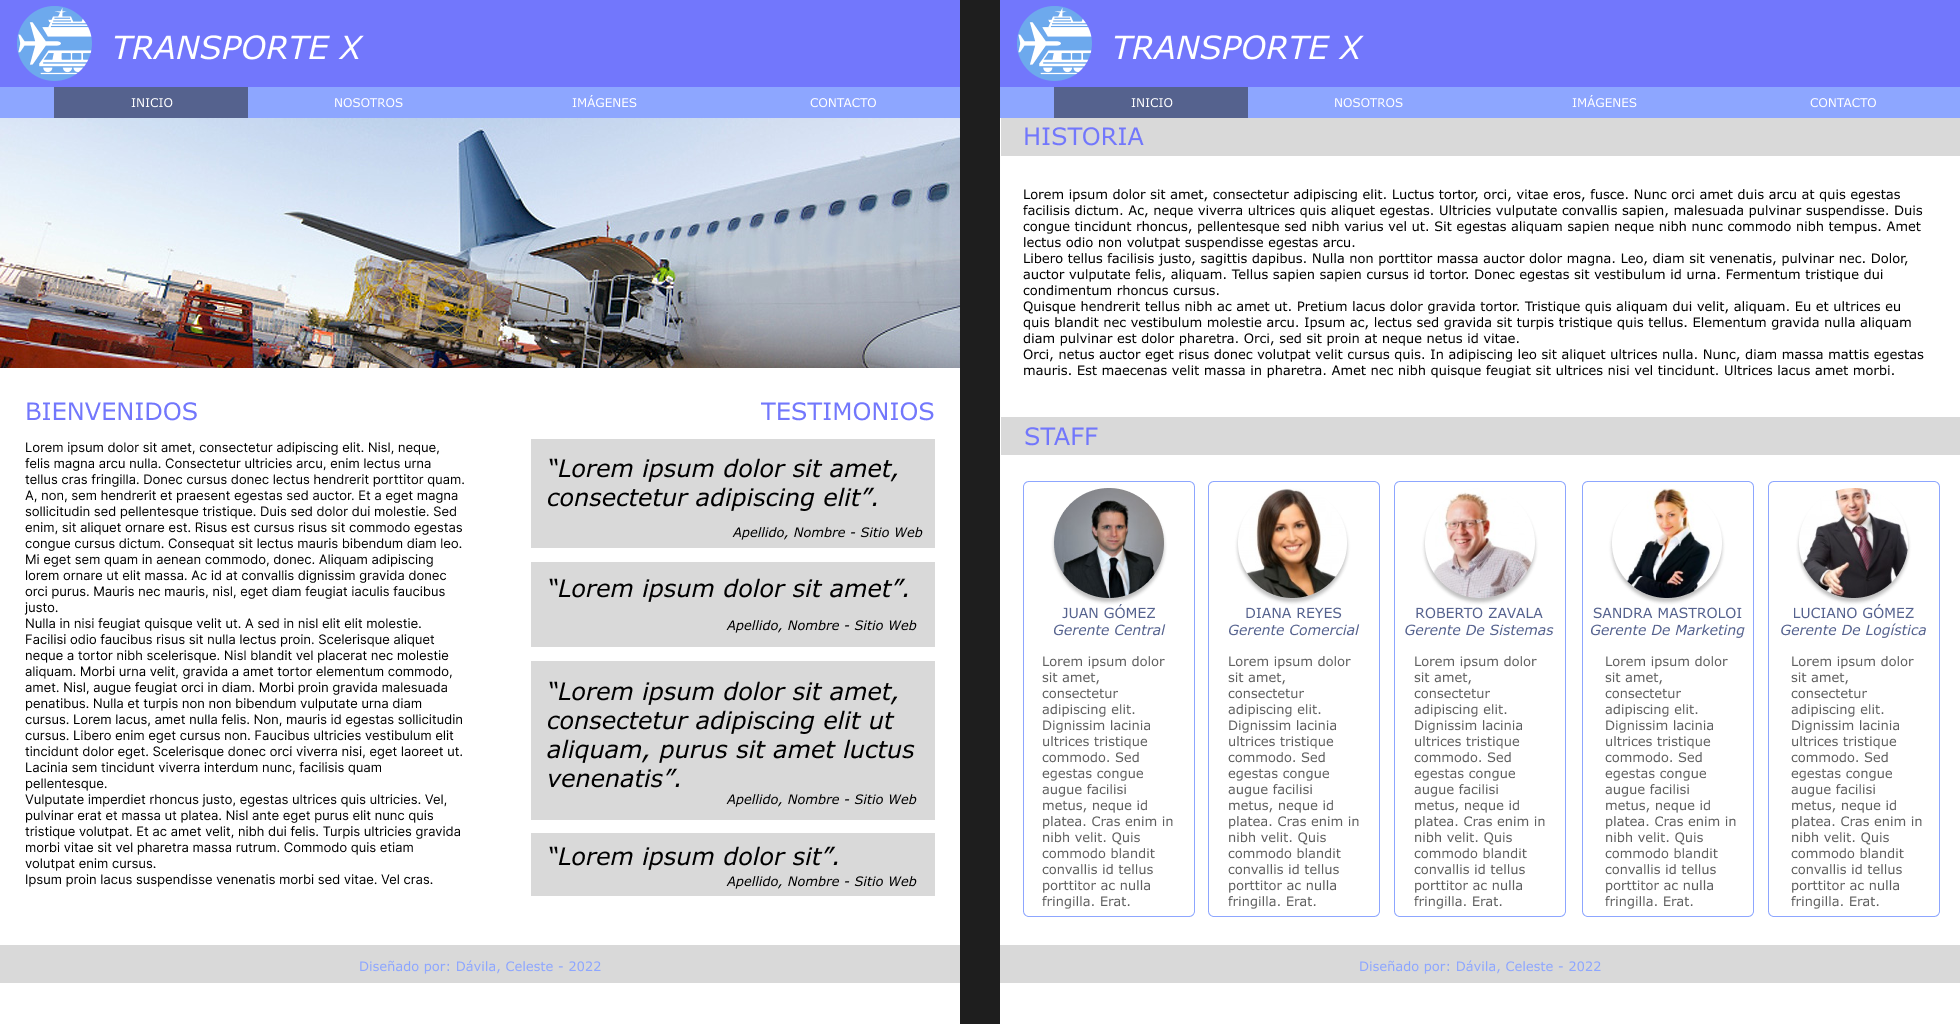 TRANSPORTE X
INICIO
NOSOTROS
IMÁGENES
CONTACTO
BIENVENIDOS
Lorem ipsum dolor sit amet, consectetur adipiscing elit. Nisl, neque,
felis magna arcu nulla. Consectetur ultricies arcu, enim lectus urna
tellus cras fringilla. Donec cursus donec lectus hendrerit porttitor quam.
A, non, sem hendrerit et praesent egestas sed auctor. Et a eget magna
sollicitudin sed pellentesque tristique. Duis sed dolor dui molestie. Sed
enim, sit aliquet ornare est. Risus est cursus risus sit commodo egestas
congue cursus dictum. Consequat sit lectus mauris bibendum diam leo.
Mi eget sem quam in aenean commodo, donec. Aliquam adipiscing
lorem ornare ut elit massa. Ac id at convallis dignissim gravida donec
orci purus. Mauris nec mauris, nisl, eget diam feugiat iaculis faucibus
justo.
Nulla in nisi feugiat quisque velit ut. A sed in nisl elit elit molestie.
Facilisi odio faucibus risus sit nulla lectus proin. Scelerisque aliquet
neque a tortor nibh scelerisque. Nisl blandit vel placerat nec molestie
aliquam. Morbi urna velit, gravida a amet tortor elementum commodo,
amet. Nisl, augue feugiat orci in diam. Morbi proin gravida malesuada
penatibus. Nulla et turpis non non bibendum vulputate urna diam
cursus. Lorem lacus, amet nulla felis. Non, mauris id egestas sollicitudin
cursus. Libero enim eget cursus non. Faucibus ultricies vestibulum elit
tincidunt dolor eget. Scelerisque donec orci viverra nisi, eget laoreet ut.
Lacinia sem tincidunt viverra interdum nunc, facilisis quam
pellentesque.
Vulputate imperdiet rhoncus justo, egestas ultrices quis ultricies. Vel,
pulvinar erat et massa ut platea. Nisl ante eget purus elit nunc quis
tristique volutpat. Et ac amet velit, nibh dui felis. Turpis ultricies gravida
morbi vitae sit vel pharetra massa rutrum. Commodo quis etiam
volutpat enim cursus.
Ipsum proin lacus suspendisse venenatis morbi sed vitae. Vel cras.
TESTIMONIOS
“Lorem ipsum dolor sit amet,
consectetur adipiscing elit”.
Apellido, Nombre - Sitio Web
“Lorem ipsum dolor sit amet”.
Apellido, Nombre - Sitio Web
“Lorem ipsum dolor sit amet,
consectetur adipiscing elit ut
aliquam, purus sit amet luctus
venenatis”.
Apellido, Nombre - Sitio Web
“Lorem ipsum dolor sit”.
Apellido, Nombre - Sitio Web
Diseñado por: Dávila, Celeste - 2022
TRANSPORTE X
INICIO
NOSOTROS
IMÁGENES
CONTACTO
HISTORIA
Lorem ipsum dolor sit amet, consectetur adipiscing elit. Luctus tortor, orci, vitae eros, fusce. Nunc orci amet duis arcu at quis egestas
facilisis dictum. Ac, neque viverra ultrices quis aliquet egestas. Ultricies vulputate convallis sapien, malesuada pulvinar suspendisse. Duis
congue tincidunt rhoncus, pellentesque sed nibh varius vel ut. Sit egestas aliquam sapien neque nibh nunc commodo nibh tempus. Amet
lectus odio non volutpat suspendisse egestas arcu.
Libero tellus facilisis justo, sagittis dapibus. Nulla non porttitor massa auctor dolor magna. Leo, diam sit venenatis, pulvinar nec. Dolor,
auctor vulputate felis, aliquam. Tellus sapien sapien cursus id tortor. Donec egestas sit vestibulum id urna. Fermentum tristique dui
condimentum rhoncus cursus.
Quisque hendrerit tellus nibh ac amet ut. Pretium lacus dolor gravida tortor. Tristique quis aliquam dui velit, aliquam. Eu et ultrices eu
quis blandit nec vestibulum molestie arcu. Ipsum ac, lectus sed gravida sit turpis tristique quis tellus. Elementum gravida nulla aliquam
diam pulvinar est dolor pharetra. Orci, sed sit proin at neque netus id vitae.
Orci, netus auctor eget risus donec volutpat velit cursus quis. In adipiscing leo sit aliquet ultrices nulla. Nunc, diam massa mattis egestas
mauris. Est maecenas velit massa in pharetra. Amet nec nibh quisque feugiat sit ultrices nisi vel tincidunt. Ultrices lacus amet morbi.
STAFF
JUAN GÓMEZ
Gerente Central
Lorem ipsum dolor
sit amet,
consectetur
adipiscing elit.
Dignissim lacinia
ultrices tristique
commodo. Sed
egestas congue
augue facilisi
metus, neque id
platea. Cras enim in
nibh velit. Quis
commodo blandit
convallis id tellus
porttitor ac nulla
fringilla. Erat.
DIANA REYES
Gerente Comercial
Lorem ipsum dolor
sit amet,
consectetur
adipiscing elit.
Dignissim lacinia
ultrices tristique
commodo. Sed
egestas congue
augue facilisi
metus, neque id
platea. Cras enim in
nibh velit. Quis
commodo blandit
convallis id tellus
porttitor ac nulla
fringilla. Erat.
ROBERTO ZAVALA
Gerente De Sistemas
Lorem ipsum dolor
sit amet,
consectetur
adipiscing elit.
Dignissim lacinia
ultrices tristique
commodo. Sed
egestas congue
augue facilisi
metus, neque id
platea. Cras enim in
nibh velit. Quis
commodo blandit
convallis id tellus
porttitor ac nulla
fringilla. Erat.
SANDRA MASTROLOI
Gerente De Marketing
Lorem ipsum dolor
sit amet,
consectetur
adipiscing elit.
Dignissim lacinia
ultrices tristique
commodo. Sed
egestas congue
augue facilisi
metus, neque id
platea. Cras enim in
nibh velit. Quis
commodo blandit
convallis id tellus
porttitor ac nulla
fringilla. Erat.
LUCIANO GÓMEZ
Gerente De Logística
Lorem ipsum dolor
sit amet,
consectetur
adipiscing elit.
Dignissim lacinia
ultrices tristique
commodo. Sed
egestas congue
augue facilisi
metus, neque id
platea. Cras enim in
nibh velit. Quis
commodo blandit
convallis id tellus
porttitor ac nulla
fringilla. Erat.
Diseñado por: Dávila, Celeste - 2022